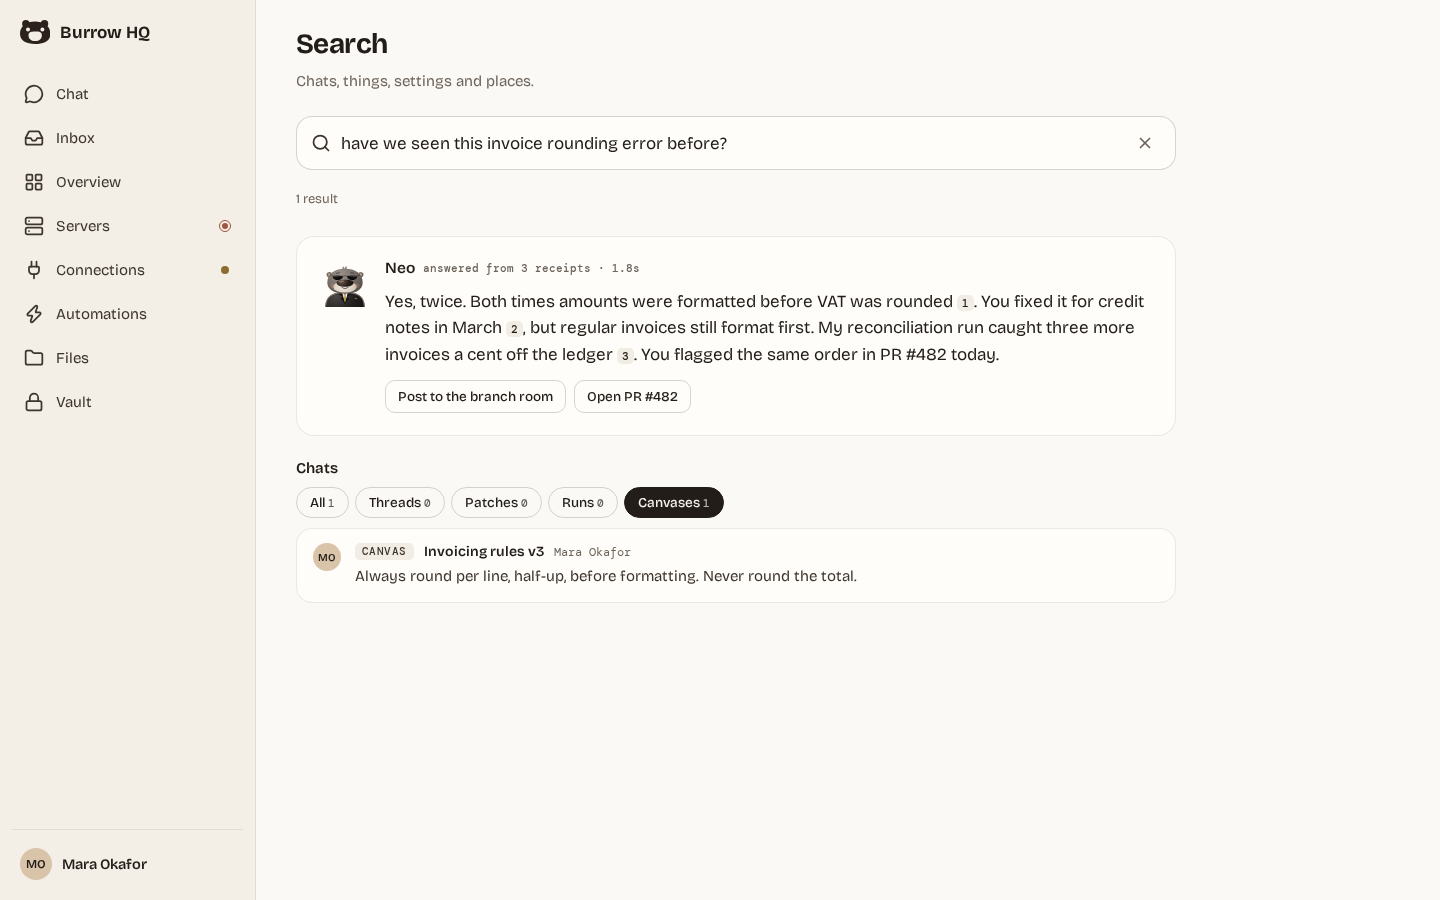 Burrow HQ
Chat
Inbox
Overview
Servers
Connections
Automations
Files
Vault
MO
Mara Okafor
Search
Chats, things, settings and places.
have we seen this invoice rounding error before?
1 result
Neo answered from 3 receipts · 1.8s
Yes, twice. Both times amounts were formatted before VAT was rounded 1. You fixed it for credit
notes in March 2, but regular invoices still format first. My reconciliation run caught three more
invoices a cent off the ledger 3. You flagged the same order in PR #482 today.
Post to the branch room Open PR #482
Chats
All 1 Threads 0 Patches 0 Runs 0 Canvases 1
MO CANVAS Invoicing rules v3 Mara Okafor
Always round per line, half-up, before formatting. Never round the total.